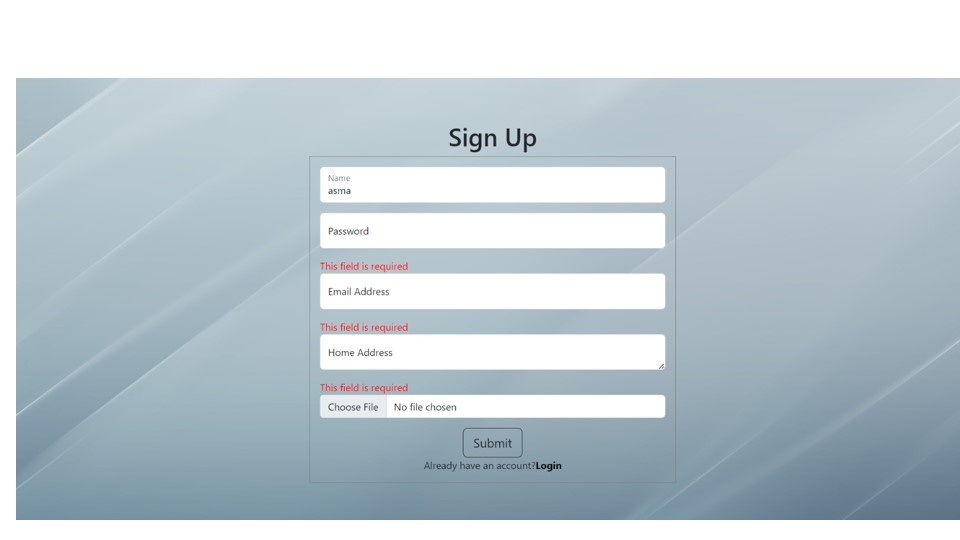 Sign Up
Name
asma
Password
This field is required
Email Address
This field is required
Home Address
This field is required
Choose File No file chosen
Submit
Already have an account?Login